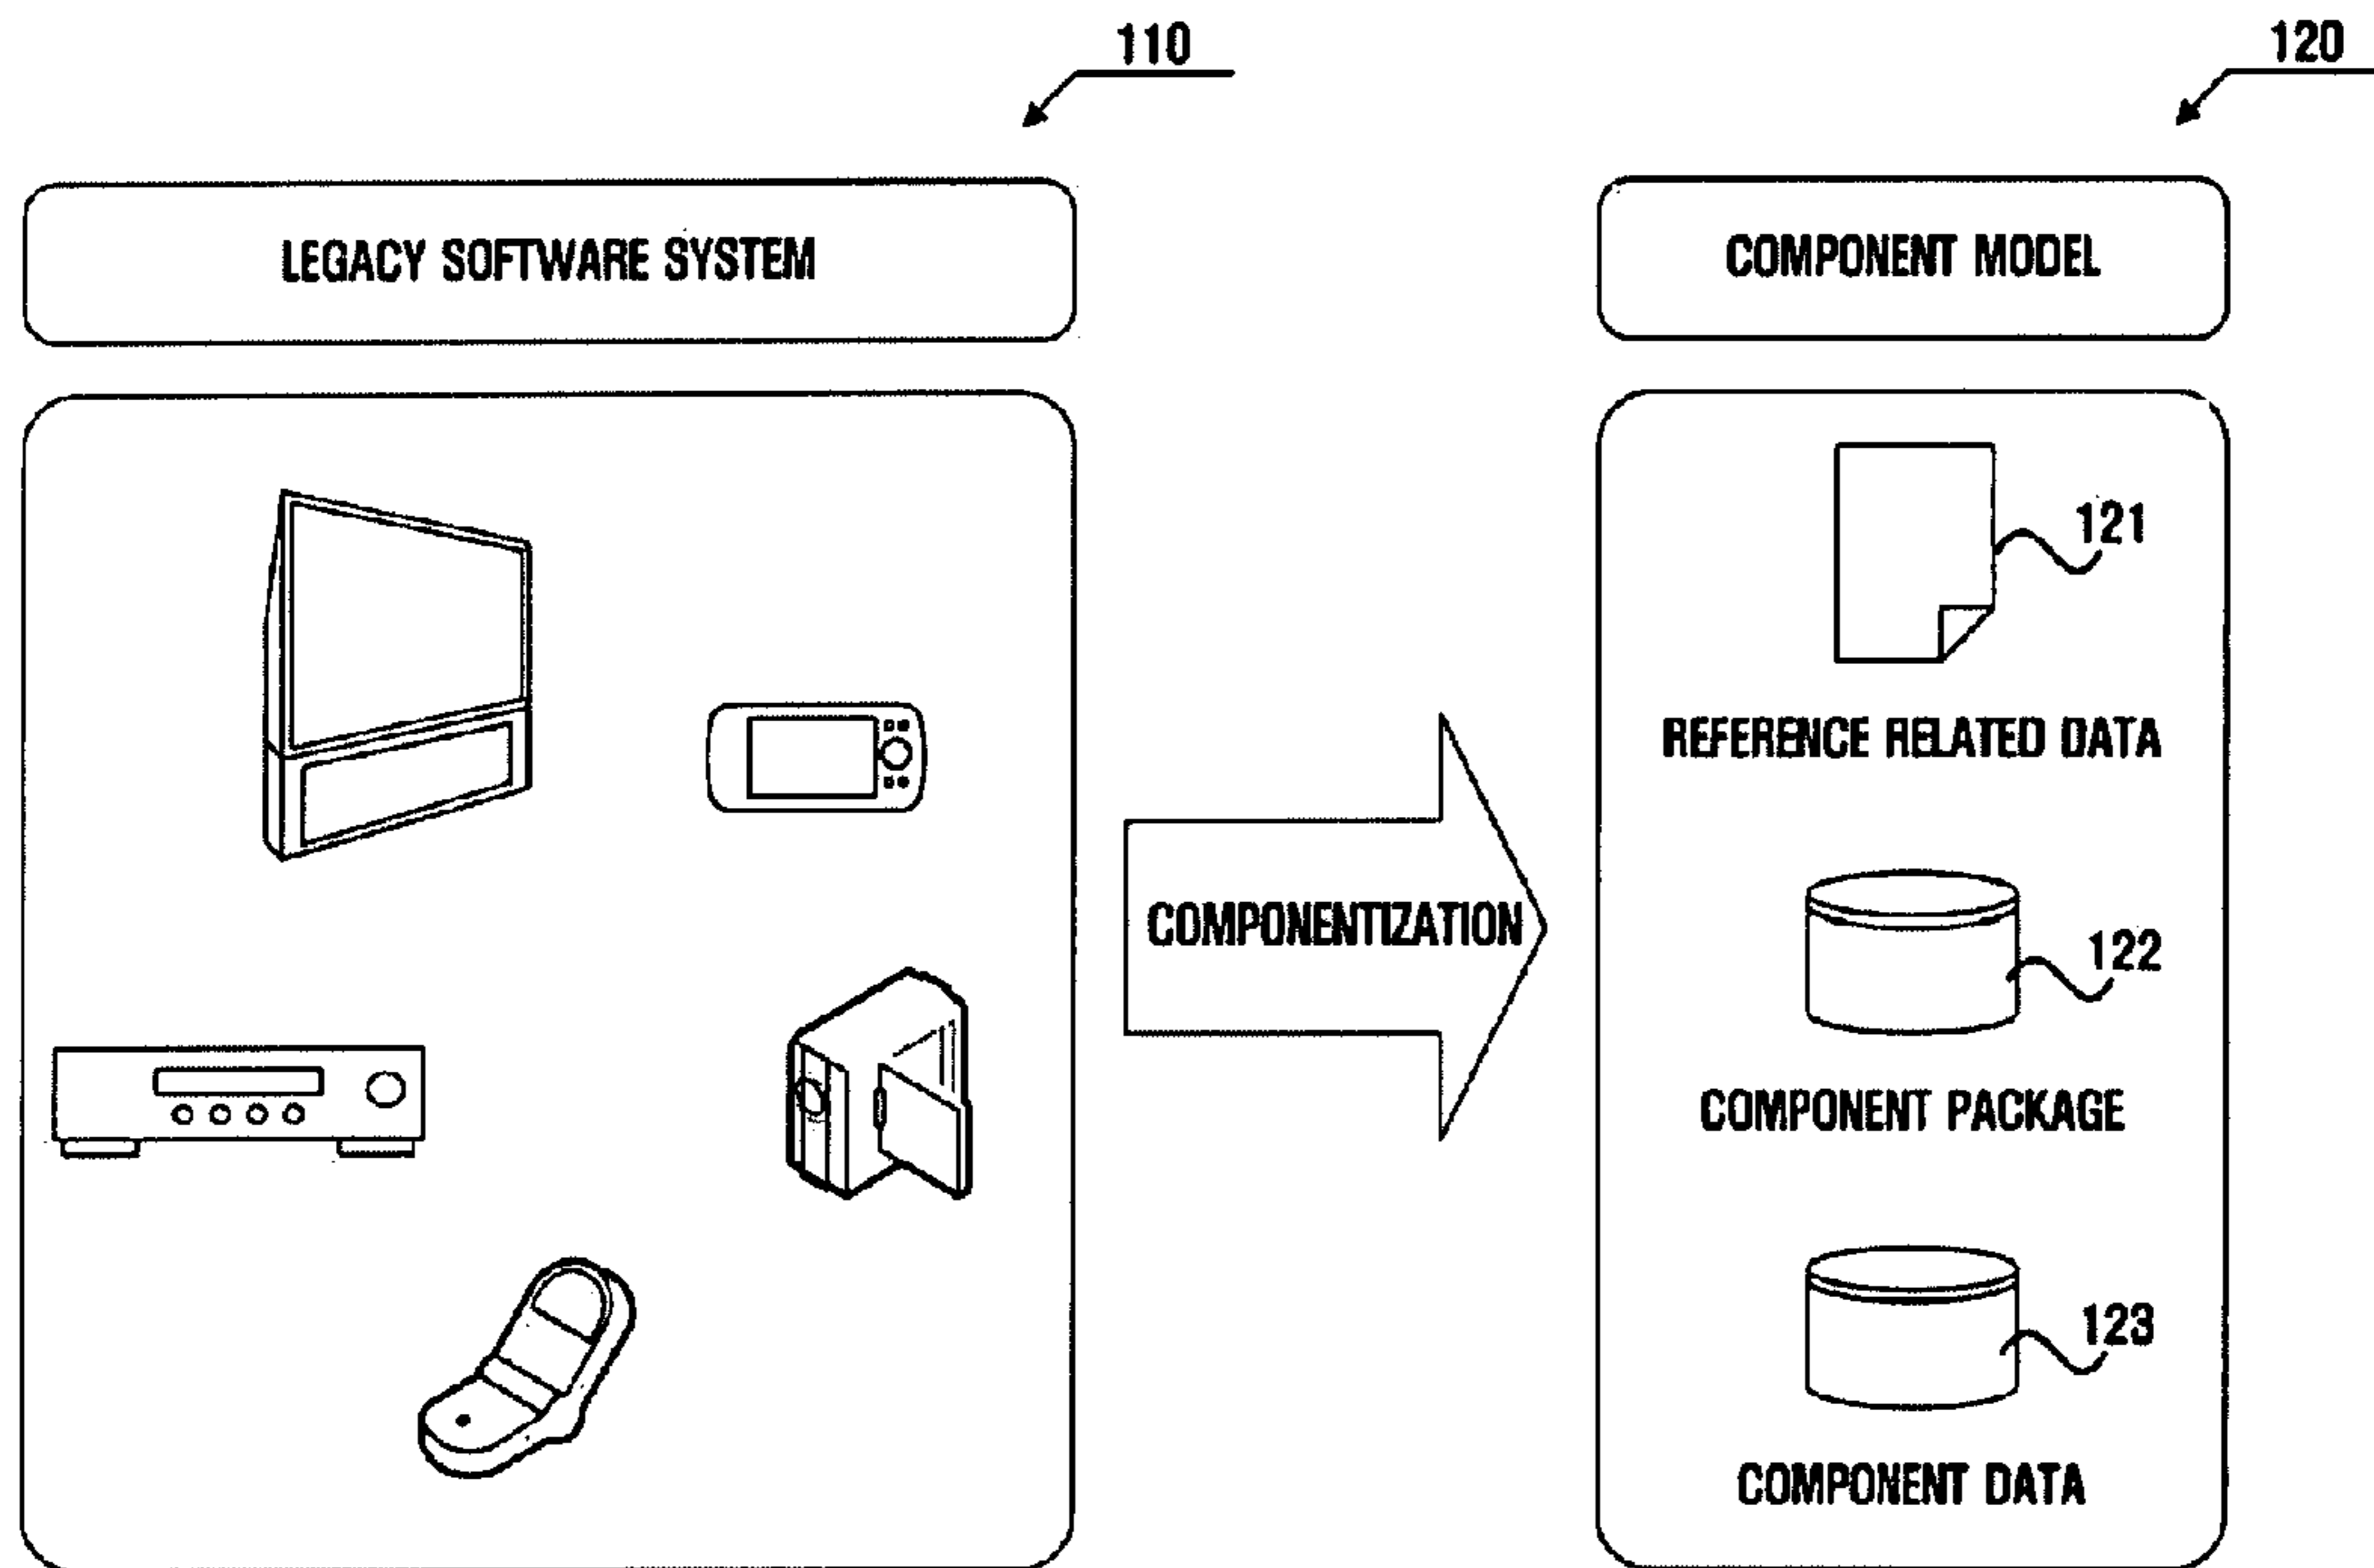 110
120
LEGACY SOFTWARE SYSTEM
COMPONENT MODEL
121
REFERENCE RELATED DATA
COMPONENTIZATION
122
COMPONENT PACKAGE
123
COMPONENT DATA